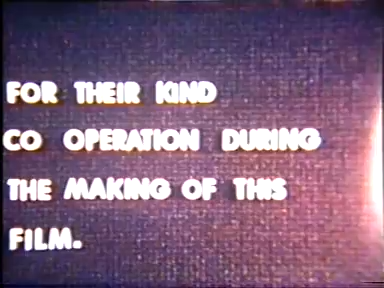 FOR THEIR KIND
CO OPERATION DURING
THE MAKING OF THIS
FILM.